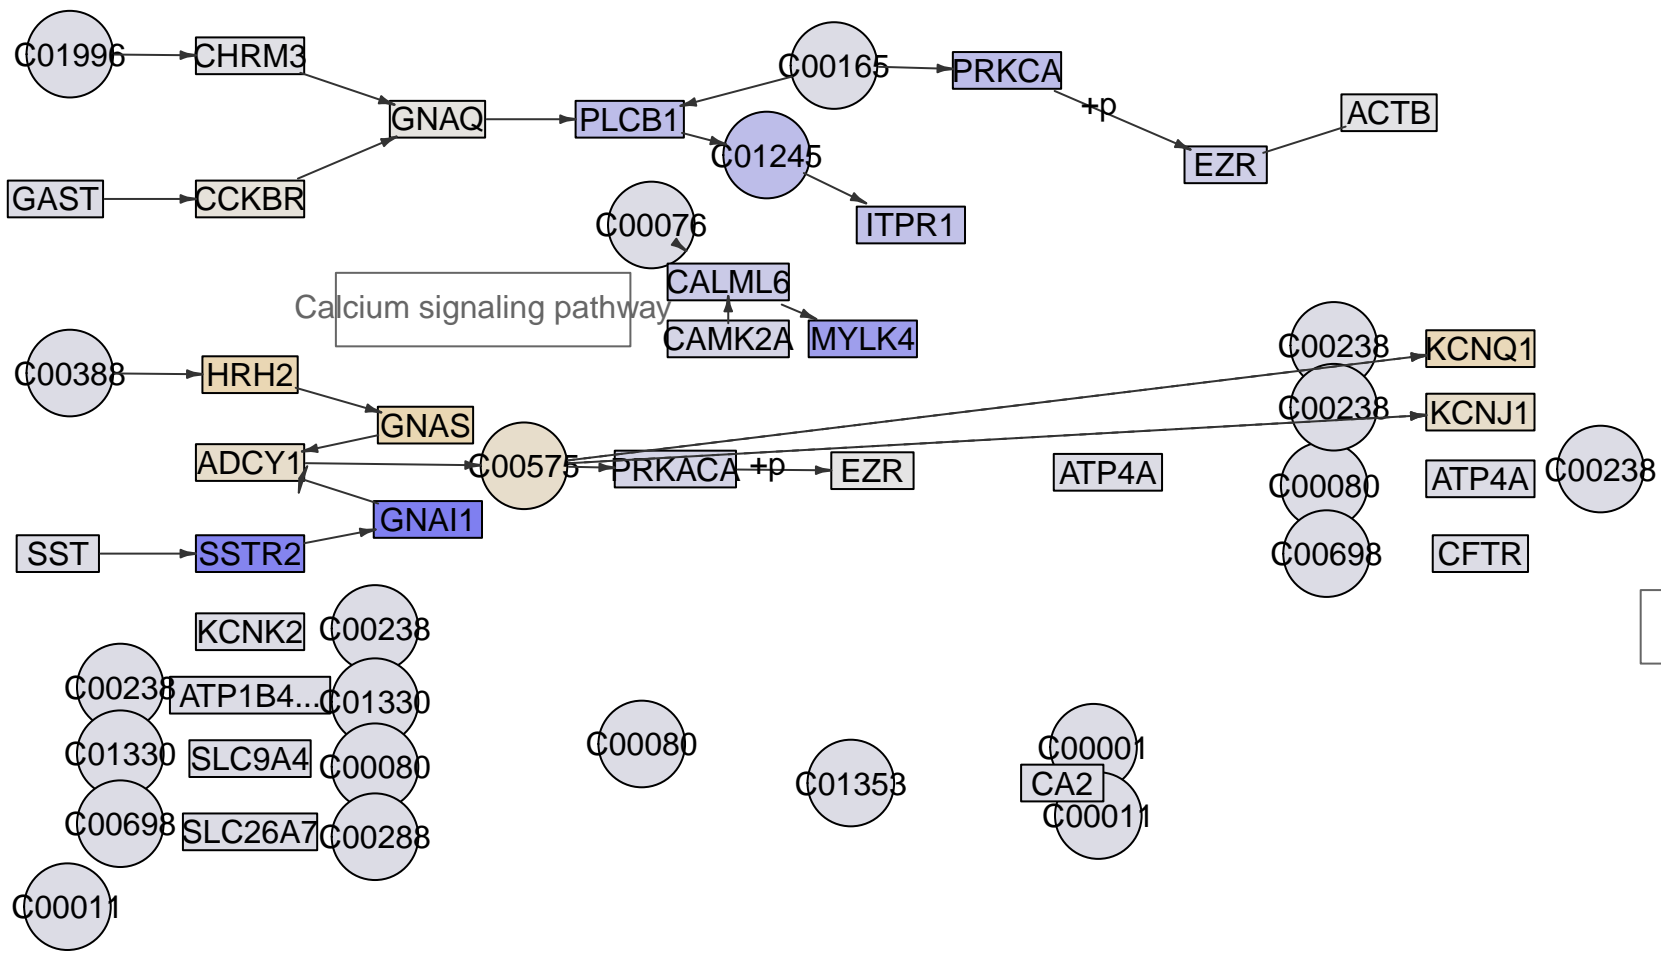 C01996
CHRM3
C00165
PRKCA
+p
ACTB
GNAQ
PLCB1
C01245
EZR
GAST
CCKBR
C00076
ITPR1
CALML6
Calcium signaling pathway
CAMK2A
MYLK4
C00238
KCNQ1
C00388
HRH2
C00238
KCNJ1
GNAS
ADCY1
C00575
PRKACA
+p
EZR
ATP4A
C00080
ATP4A
C00238
GNAI1
SST
SSTR2
C00698
CFTR
KCNK2
C00238
C00238
ATP1B4...
C01330
C01330
SLC9A4
C00080
C00080
C01353
C00001
CA2
C00011
C00698
SLC26A7
C00288
C00011